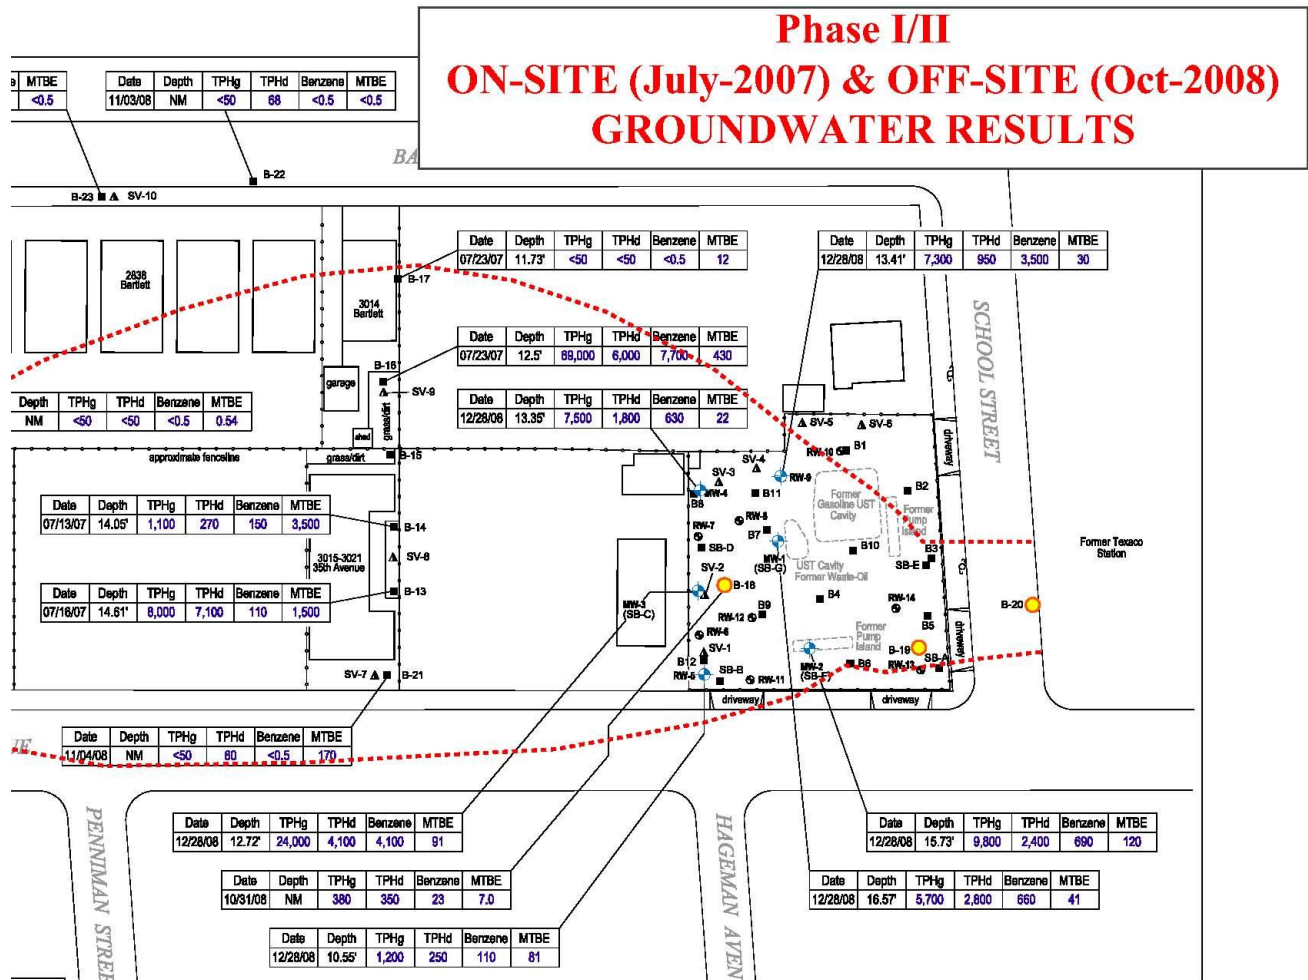 Phase I/II
ON-SITE (July-2007) & OFF-SITE (Oct-2008)
GROUNDWATER RESULTS
MTBE
<0.5
Date Depth TPHg TPHd Benzene MTBE
11/03/08 NM <50 68 <0.5 <0.5
BA
B-22
B-23 SV-10
Date Depth TPHg TPHd Benzene MTBE
07/23/07 11.73' <50 <50 <0.5 12
Date Depth TPHg TPHd Benzene MTBE
12/28/08 13.41' 7,300 950 3,500 30
2838
Bartlett
B-17
3014
Bartlett
SCHOOL STREET
Date Depth TPHg TPHd Benzene MTBE
07/23/07 12.5' 69,000 6,000 7,700 430
B-16
garage
SV-9
grass/dirt
Date Depth TPHg TPHd Benzene MTBE
12/28/08 13.35' 7,500 1,800 630 22
Depth TPHg TPHd Benzene MTBE
NM <50 <50 <0.5 0.54
shed
SV-5 SV-6
driveway
RW-10 B1
approximate fenceline
grass/dirt
B-15
SV-4
SV-3
RW-9
MW-4
B8
B11
B2
Former
Gasoline UST
Cavity
Former
Pump
Island
Date Depth TPHg TPHd Benzene MTBE
07/13/07 14.05' 1,100 270 150 3,500
B-14
RW-7
RW-8
B7
SB-D
MW-1
(SB-G)
B10
B3
SB-E
Former Texaco
Station
3015-3021
35th Avenue
SV-8
SV-2
UST Cavity
Former Waste-Oil
Date Depth TPHg TPHd Benzene MTBE
07/16/07 14.61' 8,000 7,100 110 1,500
B-13
MW-3
(SB-C)
B-18
B4
RW-14
B-20
RW-12 B9
B5
RW-6
Former
Pump
Island
SV-1
B12
B-19
driveway
SV-7 B-21
RW-5
SB-B
RW-11
MW-2
(SB-F)
B6
RW-13
SB-A
driveway
driveway
Date Depth TPHg TPHd Benzene MTBE
11/04/08 NM <50 60 <0.5 170
PENNIMAN STREE
HAGEMAN AVEN
Date Depth TPHg TPHd Benzene MTBE
12/28/08 12.72' 24,000 4,100 4,100 91
Date Depth TPHg TPHd Benzene MTBE
12/28/08 15.73' 9,800 2,400 690 120
Date Depth TPHg TPHd Benzene MTBE
10/31/08 NM 380 350 23 7.0
Date Depth TPHg TPHd Benzene MTBE
12/28/08 16.57' 5,700 2,800 660 41
Date Depth TPHg TPHd Benzene MTBE
12/28/08 10.55' 1,200 250 110 81